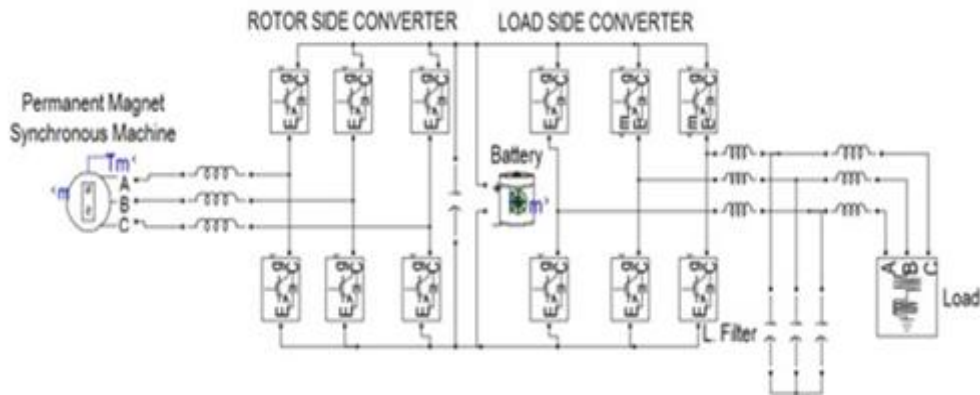 ROTOR SIDE CONVERTER
LOAD SIDE CONVERTER
Permanent Magnet
Synchronous Machine
Tm
m
A
B
C
g C
E
g C
E
g C
E
g C
E
g C
m E
g C
m E
Battery
m
g C
E
g C
E
g C
E
g C
E
g C
E
g C
E
L. Filter
A B C
Load